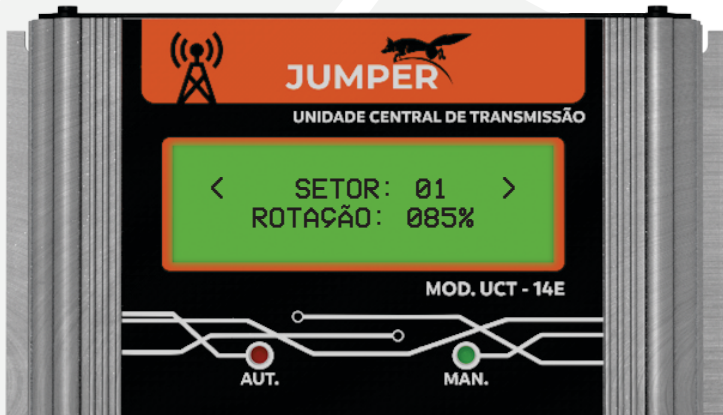 JUMPER
UNIDADE CENTRAL DE TRANSMISSÃO
< SETOR: 01 >
ROTAÇÃO: 085%
MOD. UCT - 14E
AUT.
MAN.